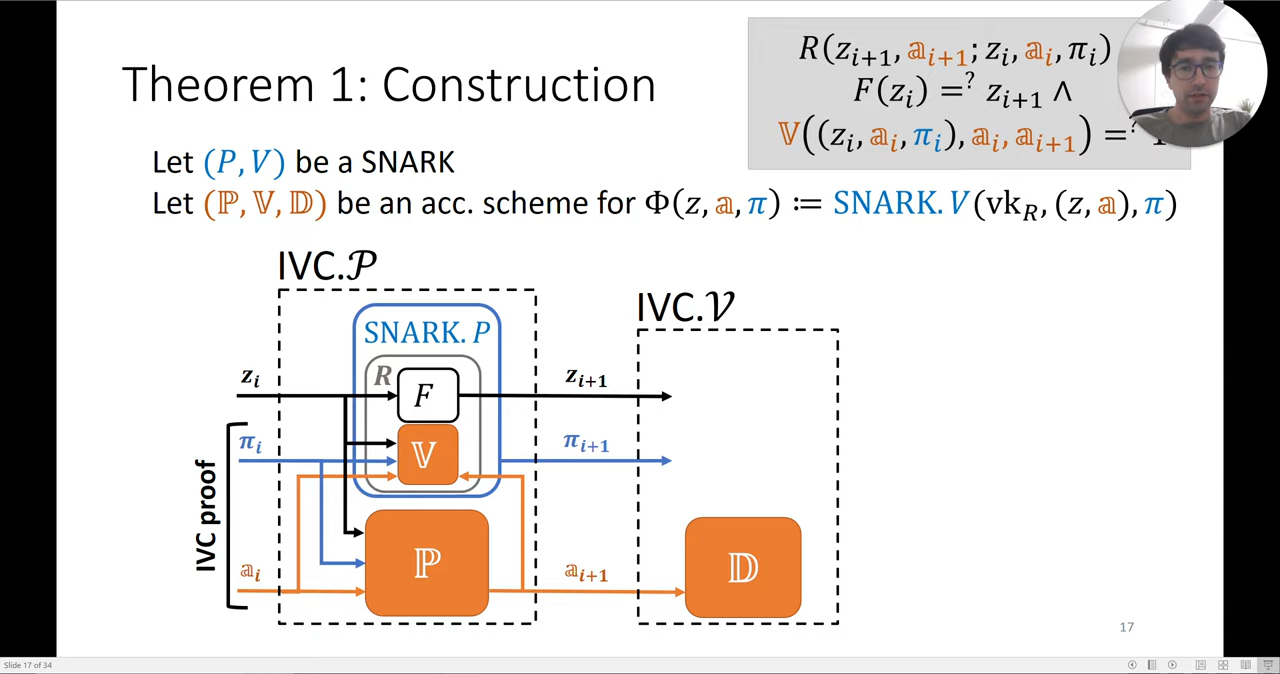 Theorem 1: Construction
R(z_{i+1}, 𝕒_{i+1}; z_i, 𝕒_i, π_i)
F(z_i) =^? z_{i+1} ∧
𝕍((z_i, 𝕒_i, π_i), 𝕒_i, 𝕒_{i+1}) =^? 1
Let (P, V) be a SNARK
Let (ℙ, 𝕍, 𝔻) be an acc. scheme for Φ(z, 𝕒, π) ≔ SNARK. V(vk_R, (z, 𝕒), π)
IVC.𝒫
IVC.𝒱
SNARK. P
R
F
𝕍
ℙ
𝔻
z_i
π_i
𝕒_i
IVC proof
z_{i+1}
π_{i+1}
𝕒_{i+1}
17
Slide 17 of 34